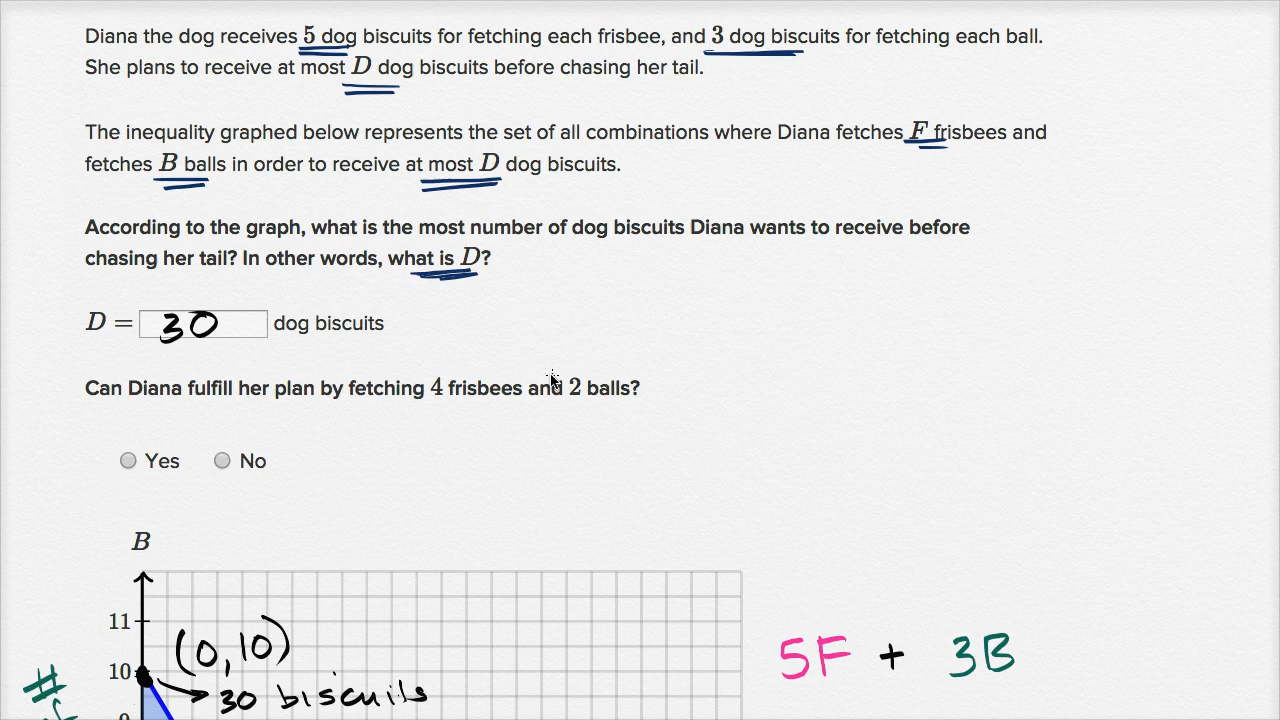 Diana the dog receives 5 dog biscuits for fetching each frisbee, and 3 dog biscuits for fetching each ball.
She plans to receive at most D dog biscuits before chasing her tail.
The inequality graphed below represents the set of all combinations where Diana fetches F frisbees and
fetches B balls in order to receive at most D dog biscuits.
According to the graph, what is the most number of dog biscuits Diana wants to receive before
chasing her tail? In other words, what is D?
D = 30 dog biscuits
Can Diana fulfill her plan by fetching 4 frisbees and 2 balls?
Yes No
B
11
(0,10)
5F + 3B
10
30 biscuits
#